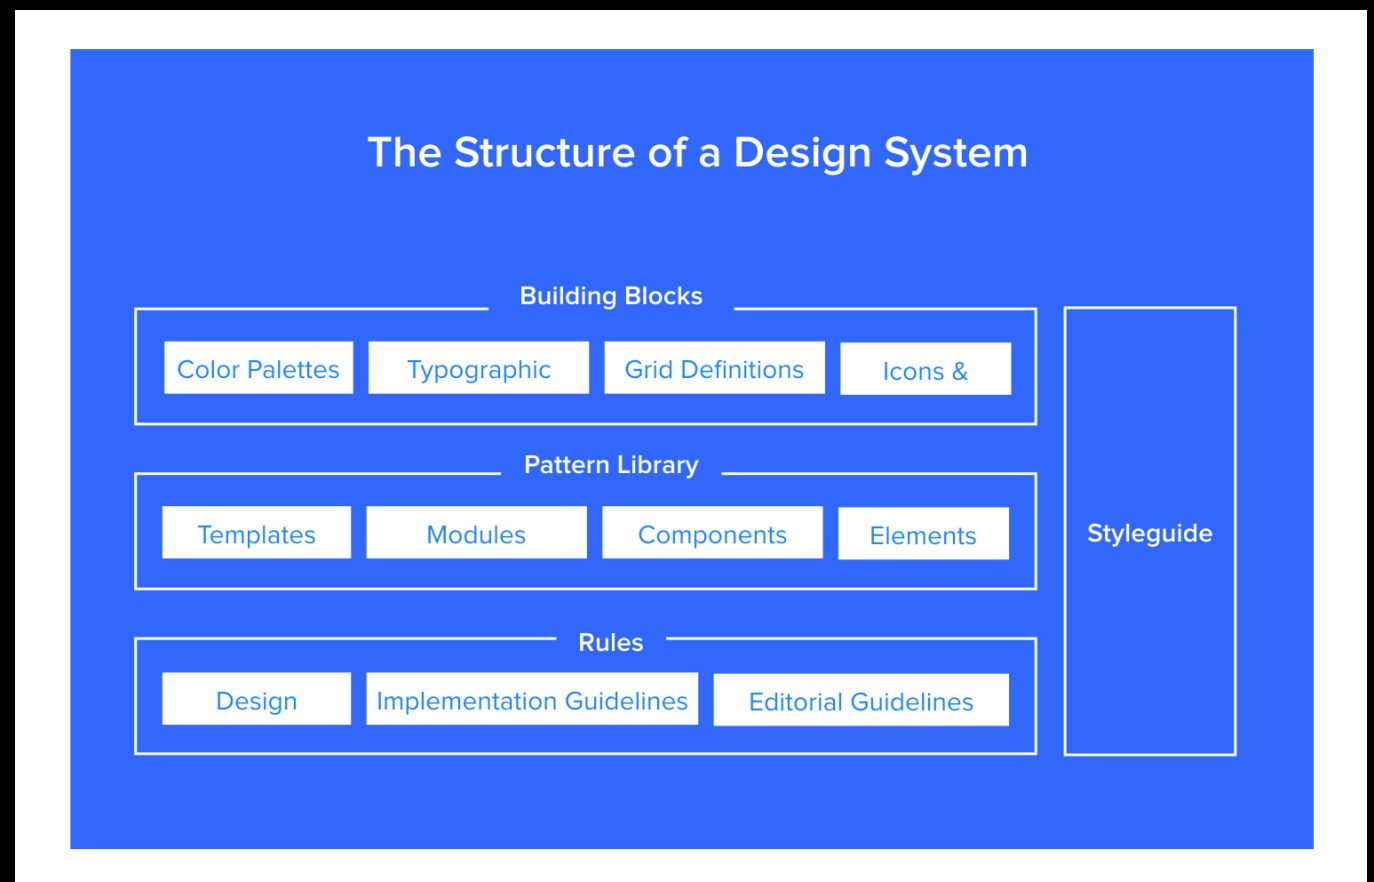 The Structure of a Design System
Building Blocks
Color Palettes
Typographic
Grid Definitions
Icons &
Pattern Library
Templates
Modules
Components
Elements
Rules
Design
Implementation Guidelines
Editorial Guidelines
Styleguide